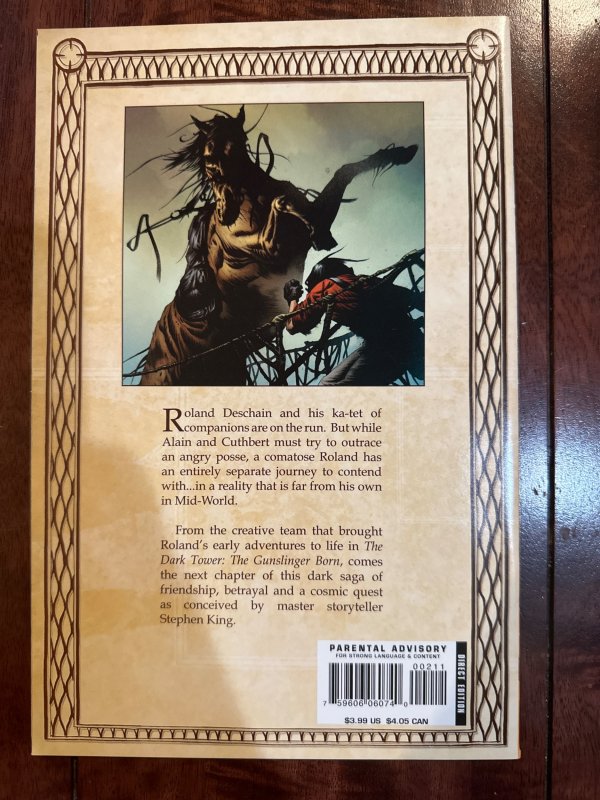 Roland Deschain and his ka-tet of
companions are on the run. But while
Alain and Cuthbert must try to outrace
an angry posse, a comatose Roland has
an entirely separate journey to contend
with...in a reality that is far from his own
in Mid-World.
From the creative team that brought
Roland's early adventures to life in The
Dark Tower: The Gunslinger Born, comes
the next chapter of this dark saga of
friendship, betrayal and a cosmic quest
as conceived by master storyteller
Stephen King.
PARENTAL ADVISORY
FOR STRONG LANGUAGE & CONTENT
00211
7 59606 06074 0
$3.99 US $4.05 CAN
DIRECT EDITION